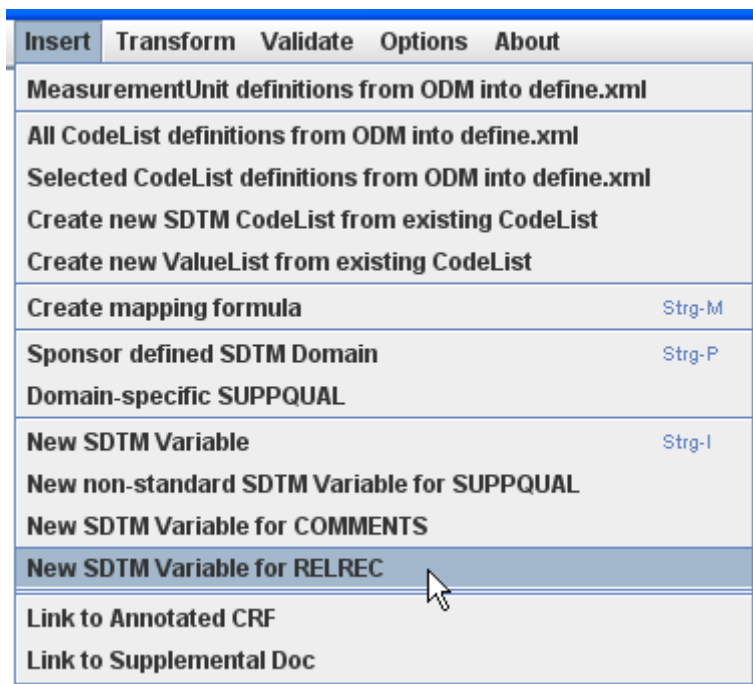 Insert Transform Validate Options About
MeasurementUnit definitions from ODM into define.xml
All CodeList definitions from ODM into define.xml
Selected CodeList definitions from ODM into define.xml
Create new SDTM CodeList from existing CodeList
Create new ValueList from existing CodeList
Create mapping formula Strg-M
Sponsor defined SDTM Domain Strg-P
Domain-specific SUPPQUAL
New SDTM Variable Strg-I
New non-standard SDTM Variable for SUPPQUAL
New SDTM Variable for COMMENTS
New SDTM Variable for RELREC
Link to Annotated CRF
Link to Supplemental Doc